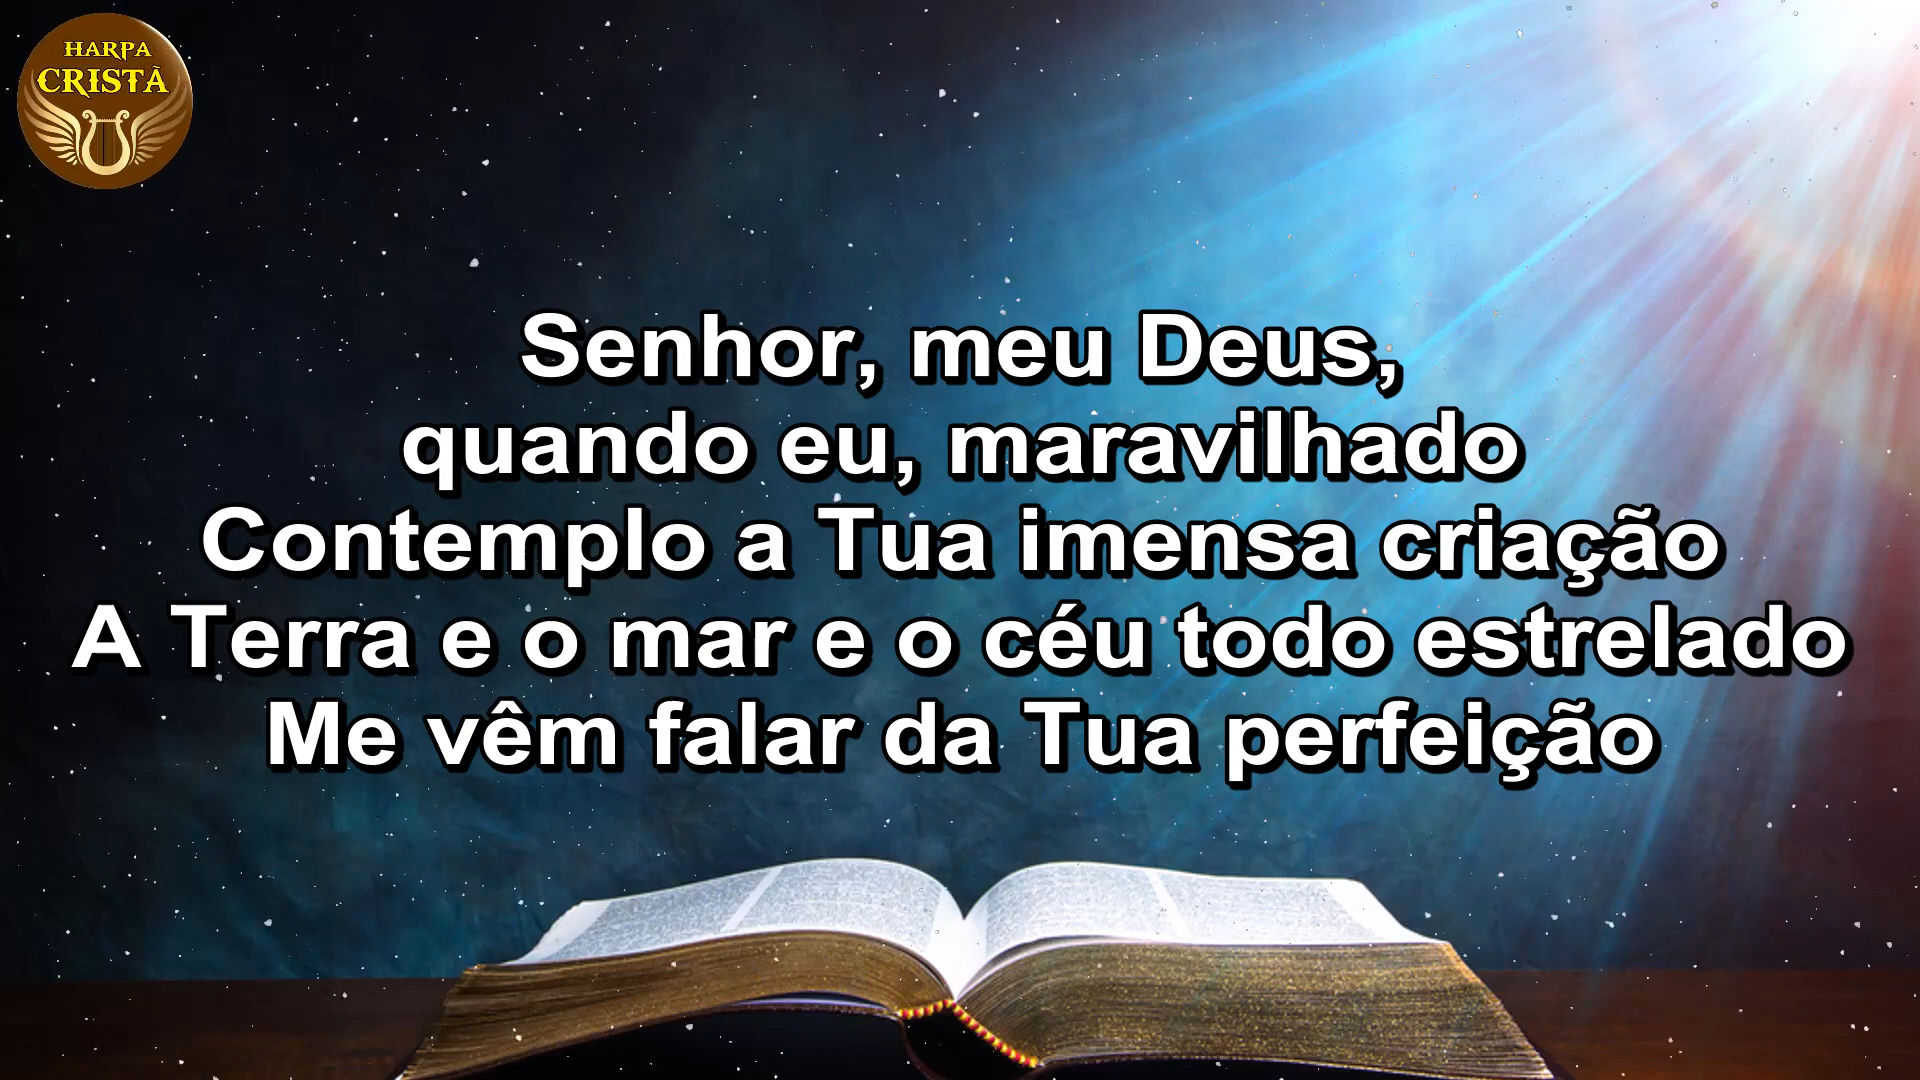 HARPA
CRISTÃ
Senhor, meu Deus,
quando eu, maravilhado
Contemplo a Tua imensa criação
A Terra e o mar e o céu todo estrelado
Me vêm falar da Tua perfeição